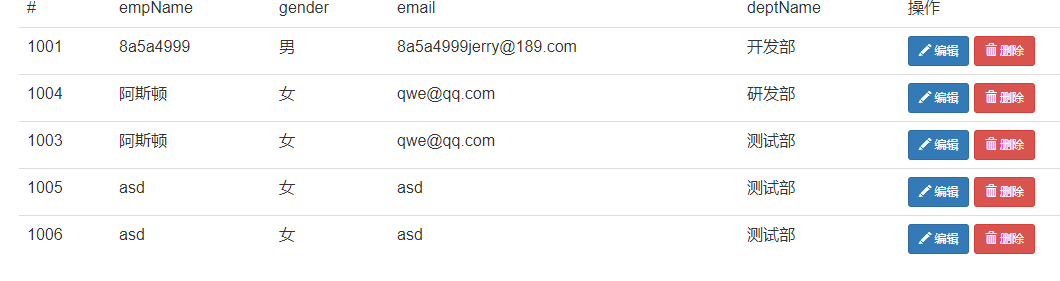 # empName gender email deptName 操作
1001 8a5a4999 男 8a5a4999jerry@189.com 开发部 编辑 删除
1004 阿斯顿 女 qwe@qq.com 研发部 编辑 删除
1003 阿斯顿 女 qwe@qq.com 测试部 编辑 删除
1005 asd 女 asd 测试部 编辑 删除
1006 asd 女 asd 测试部 编辑 删除